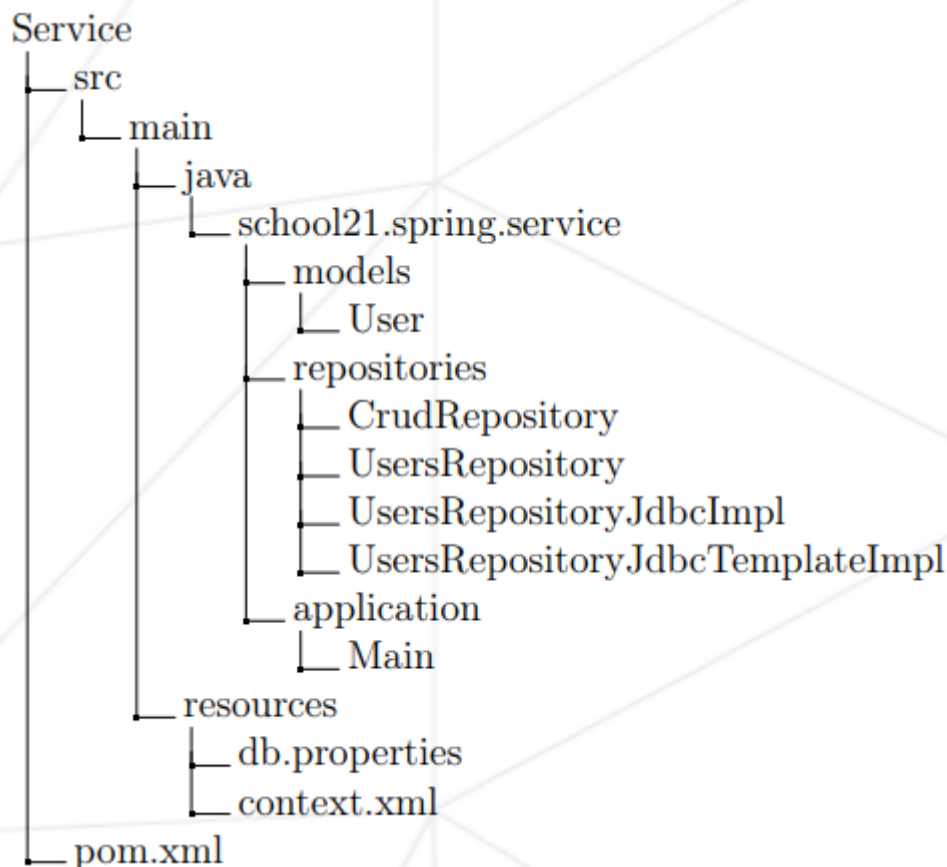 Service
src
main
java
school21.spring.service
models
User
repositories
CrudRepository
UsersRepository
UsersRepositoryJdbcImpl
UsersRepositoryJdbcTemplateImpl
application
Main
resources
db.properties
context.xml
pom.xml